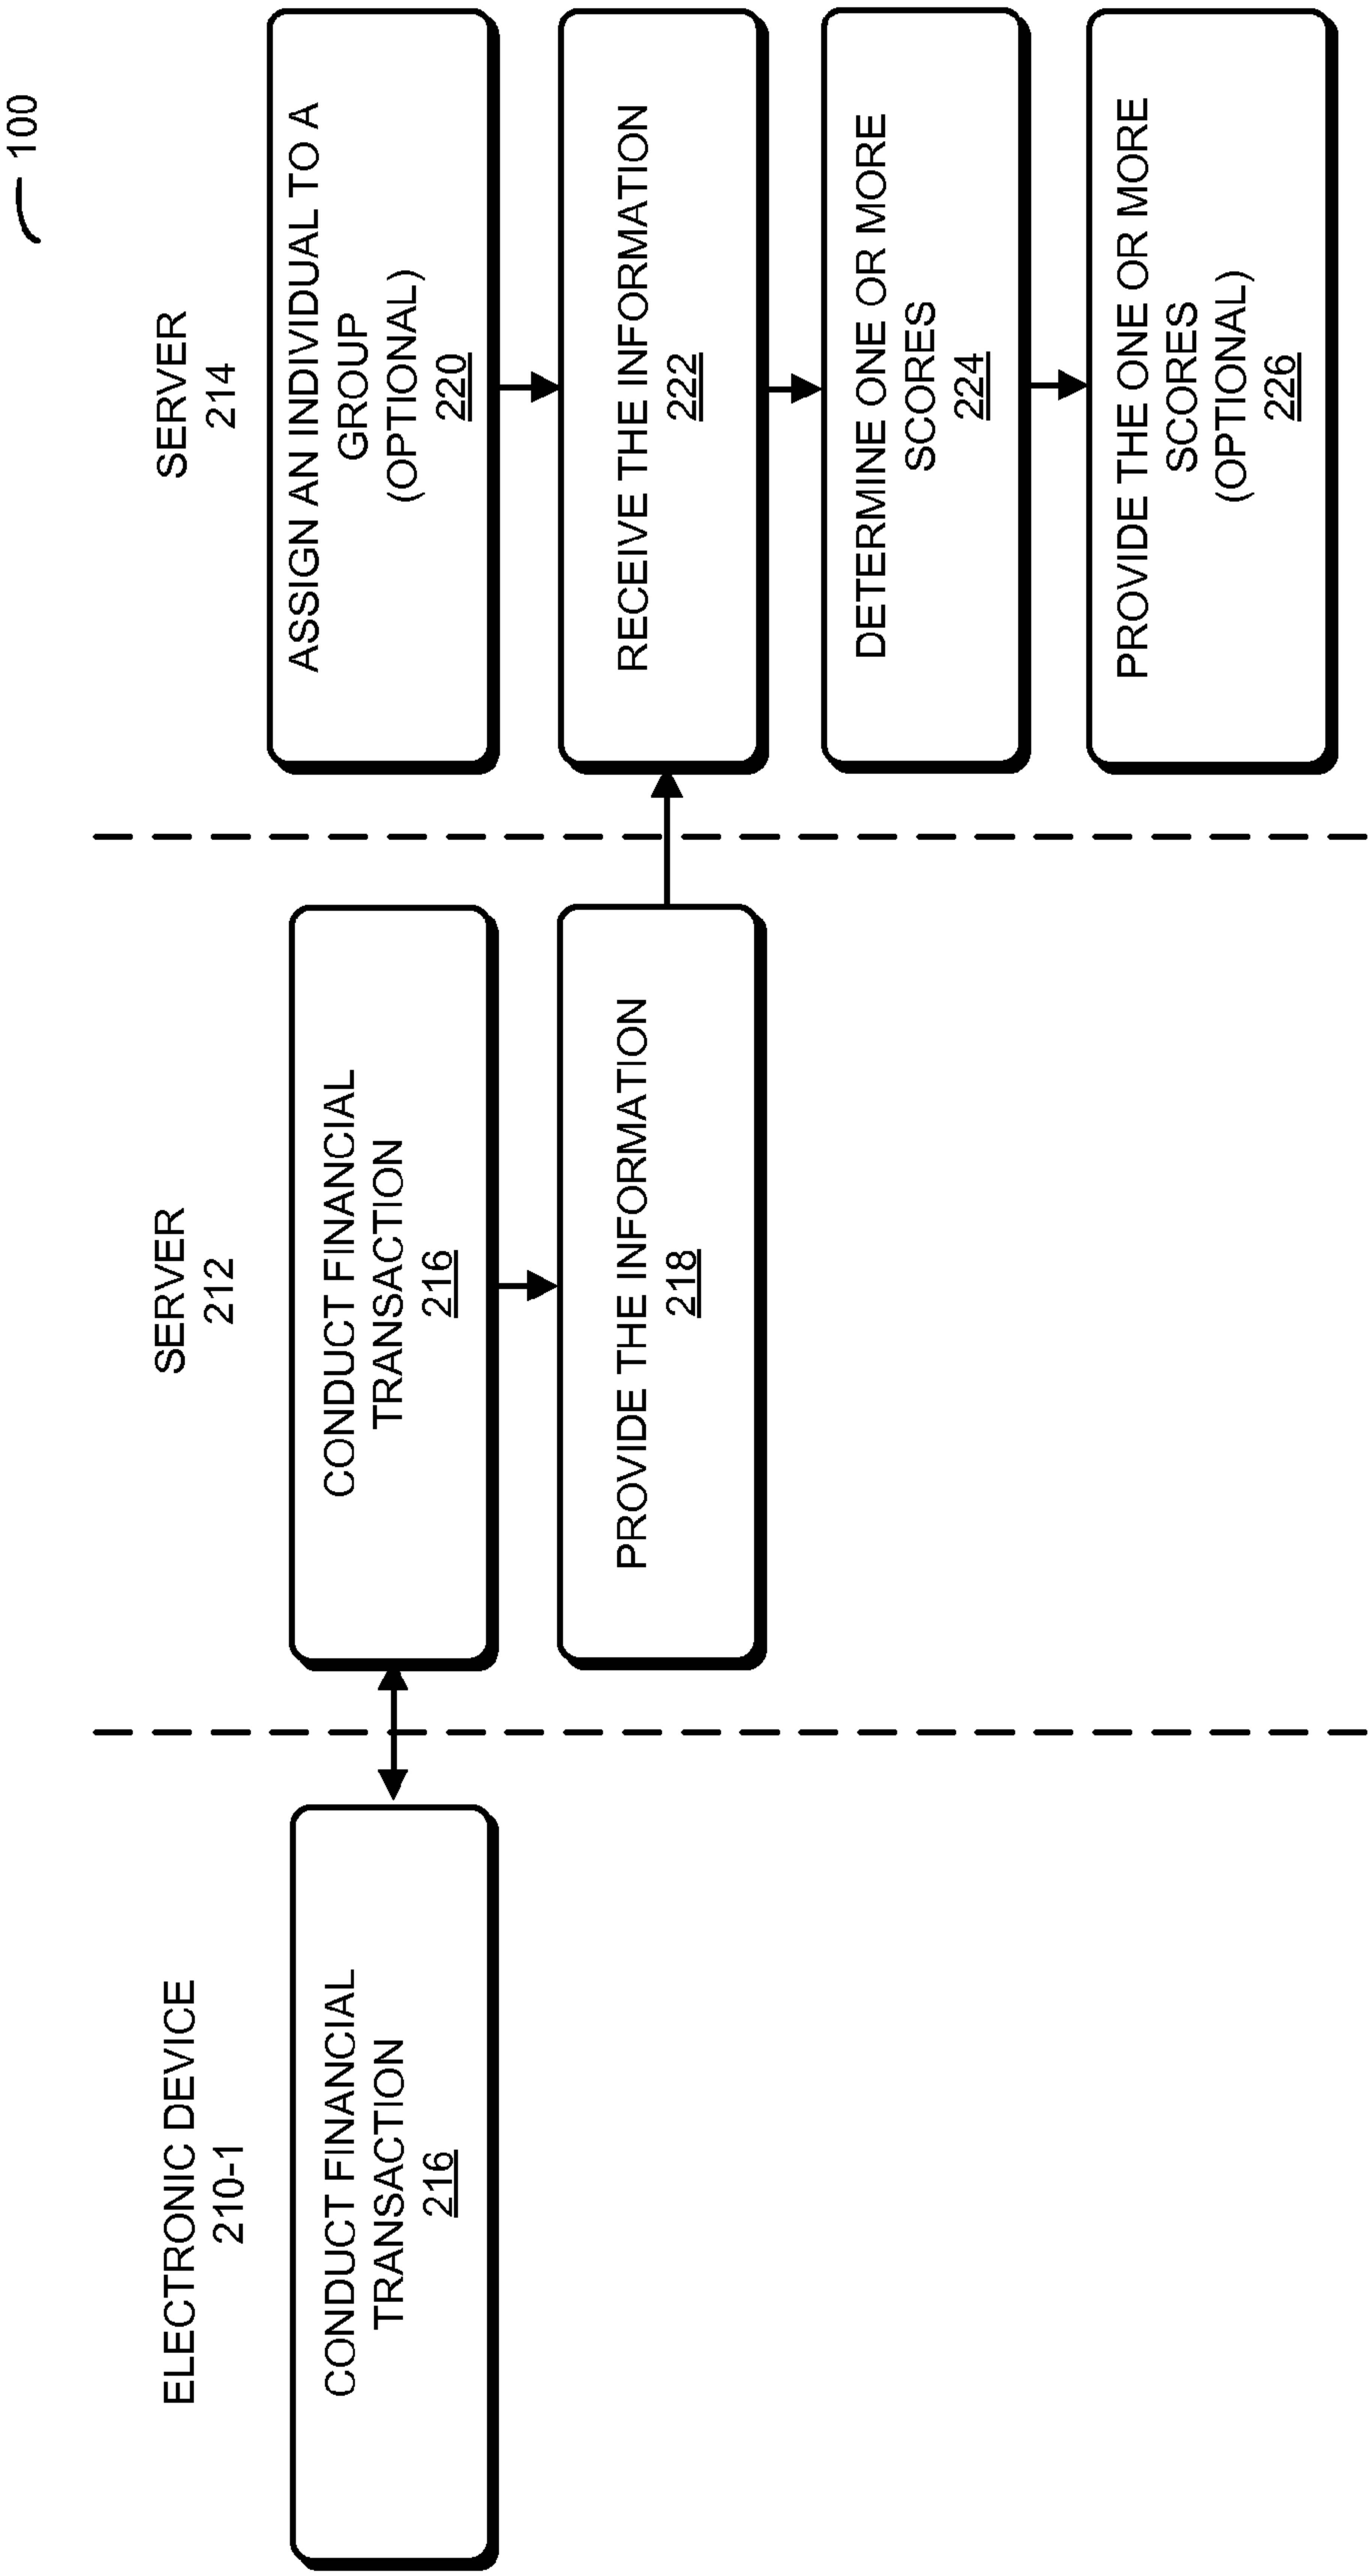 100
ELECTRONIC DEVICE
210-1
CONDUCT FINANCIAL
TRANSACTION
216
SERVER
212
CONDUCT FINANCIAL
TRANSACTION
216
PROVIDE THE INFORMATION
218
SERVER
214
ASSIGN AN INDIVIDUAL TO A
GROUP
(OPTIONAL)
220
RECEIVE THE INFORMATION
222
DETERMINE ONE OR MORE
SCORES
224
PROVIDE THE ONE OR MORE
SCORES
(OPTIONAL)
226